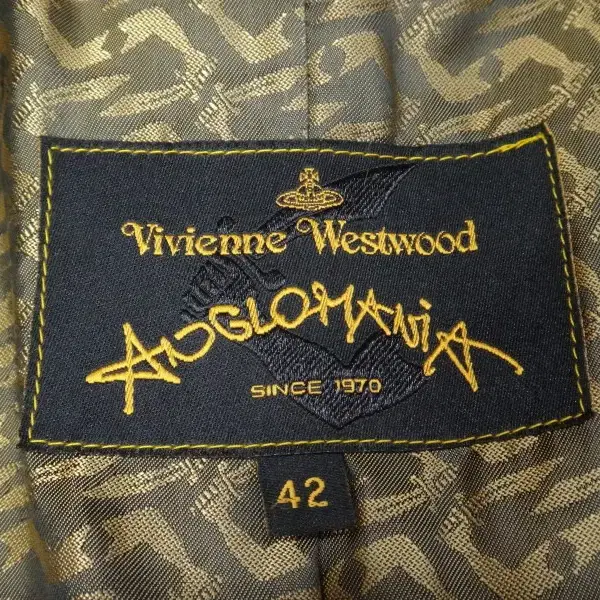 Vivienne Westwood
ANGLOMANiA
SINCE 1970
42